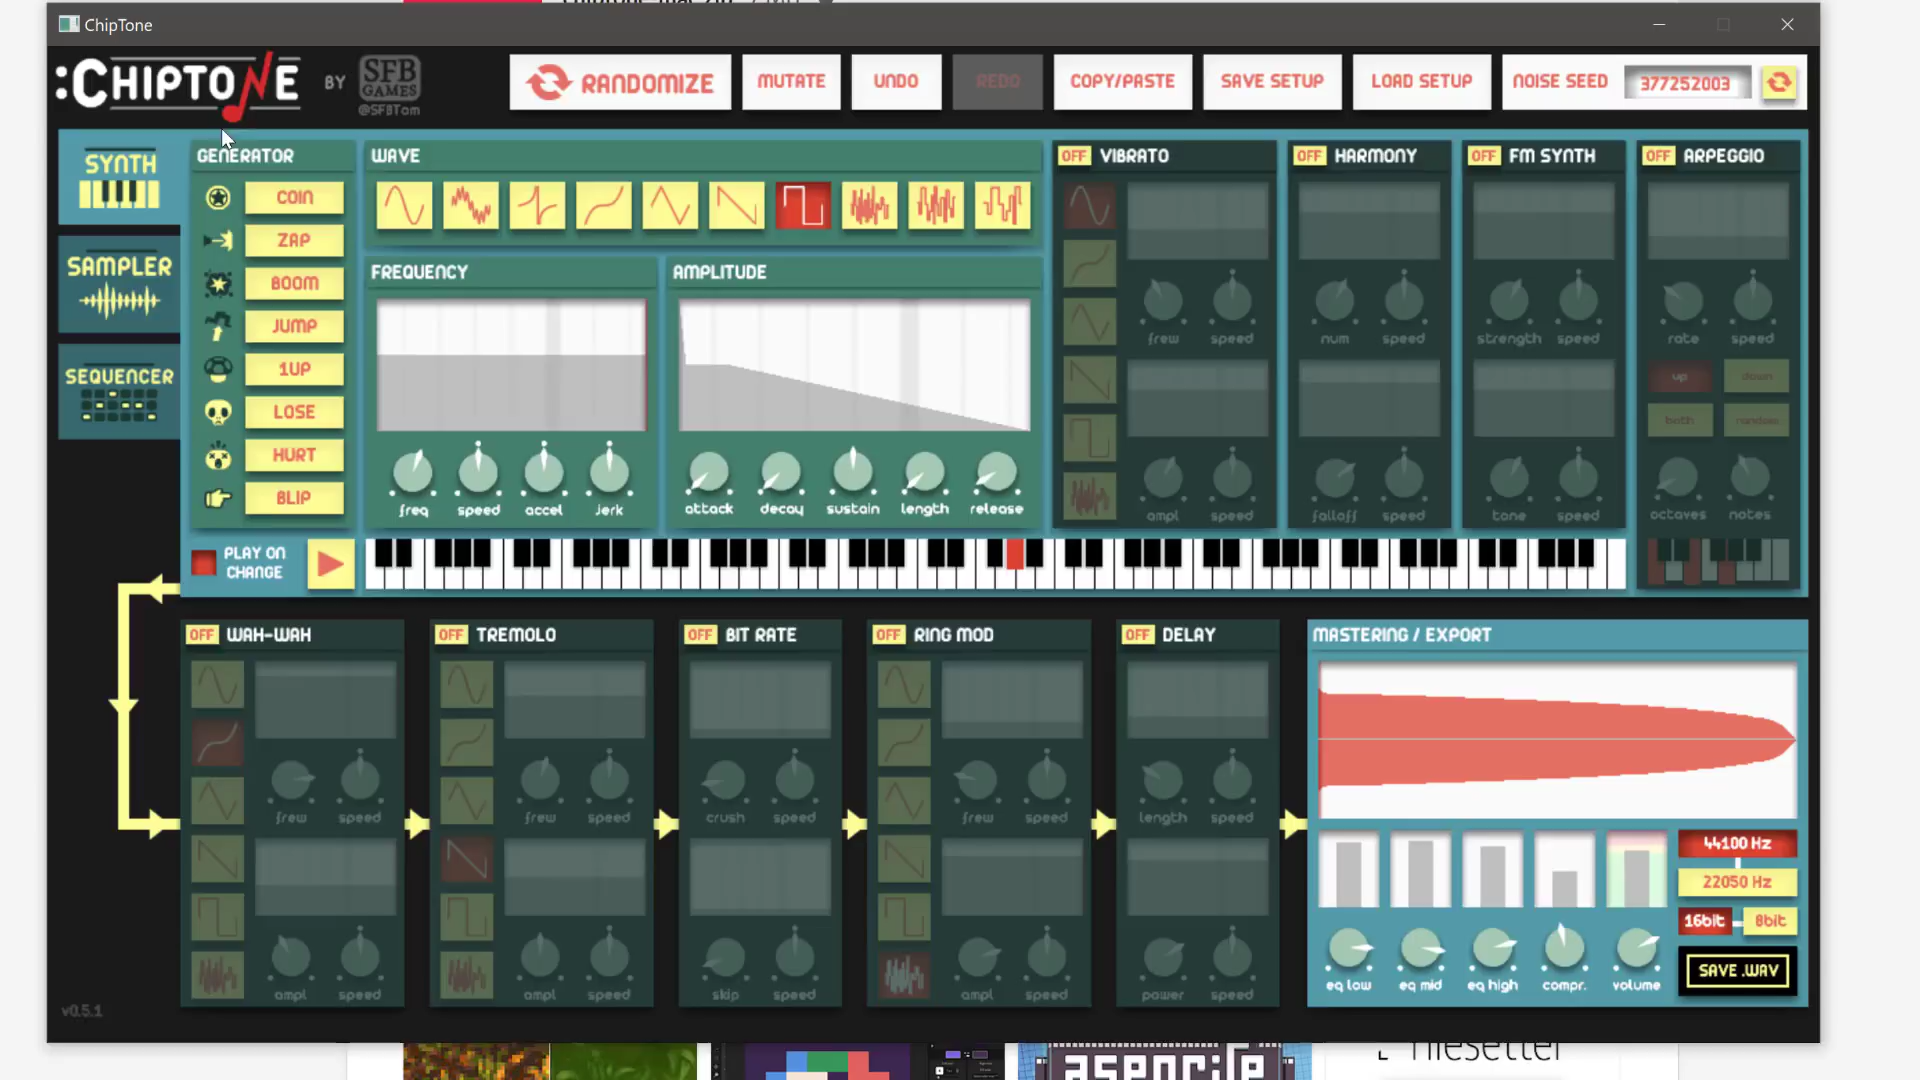 ChipTone
:CHIPTONE BY SFB GAMES @SFBTom
RANDOMIZE
MUTATE
UNDO
REDO
COPY/PASTE
SAVE SETUP
LOAD SETUP
NOISE SEED
377252003
SYNTH
SAMPLER
SEQUENCER
GENERATOR
COIN
ZAP
BOOM
JUMP
1UP
LOSE
HURT
BLIP
PLAY ON
CHANGE
WAVE
FREQUENCY
freq speed accel jerk
AMPLITUDE
attack decay sustain length release
OFF VIBRATO
frew speed
ampl speed
OFF HARMONY
num speed
falloff speed
OFF FM SYNTH
strength speed
tone speed
OFF ARPEGGIO
rate speed
up down
both random
octaves notes
OFF WAH-WAH
frew speed
ampl speed
OFF TREMOLO
frew speed
ampl speed
OFF BIT RATE
crush speed
skip speed
OFF RING MOD
frew speed
ampl speed
OFF DELAY
length speed
power speed
MASTERING / EXPORT
44100 Hz
22050 Hz
16bit 8bit
eq low eq mid eq high compr. volume
SAVE .WAV
v0.5.1